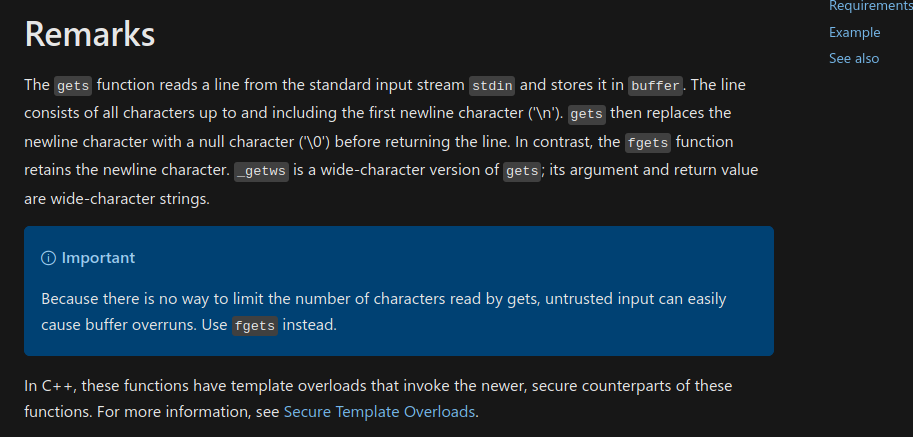 Requirements
Example
See also
Remarks
The gets function reads a line from the standard input stream stdin and stores it in buffer. The line
consists of all characters up to and including the first newline character ('\n'). gets then replaces the
newline character with a null character ('\0') before returning the line. In contrast, the fgets function
retains the newline character. _getws is a wide-character version of gets; its argument and return value
are wide-character strings.
Important
Because there is no way to limit the number of characters read by gets, untrusted input can easily
cause buffer overruns. Use fgets instead.
In C++, these functions have template overloads that invoke the newer, secure counterparts of these
functions. For more information, see Secure Template Overloads.